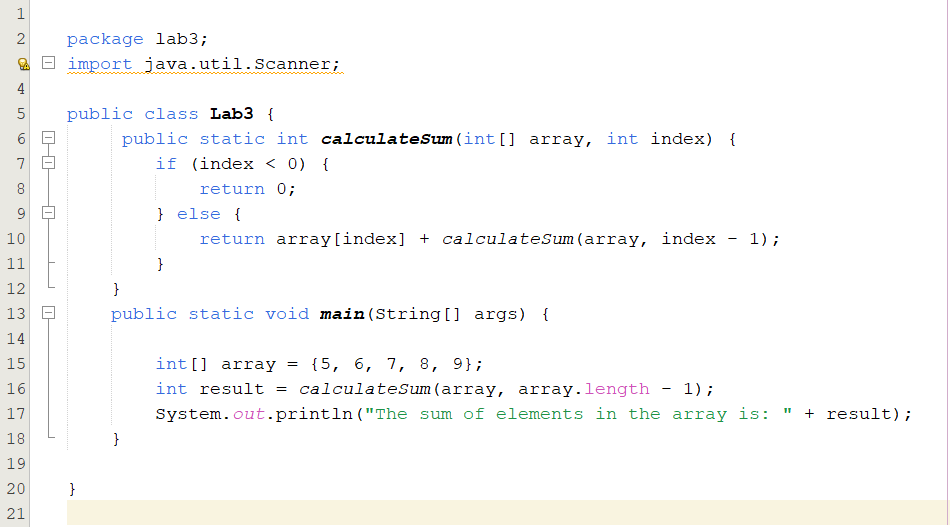 1
2 package lab3;
import java.util.Scanner;
4
5 public class Lab3 {
6 public static int calculateSum(int[] array, int index) {
7 if (index < 0) {
8 return 0;
9 } else {
10 return array[index] + calculateSum(array, index - 1);
11 }
12 }
13 public static void main(String[] args) {
14
15 int[] array = {5, 6, 7, 8, 9};
16 int result = calculateSum(array, array.length - 1);
17 System.out.println("The sum of elements in the array is: " + result);
18 }
19
20 }
21